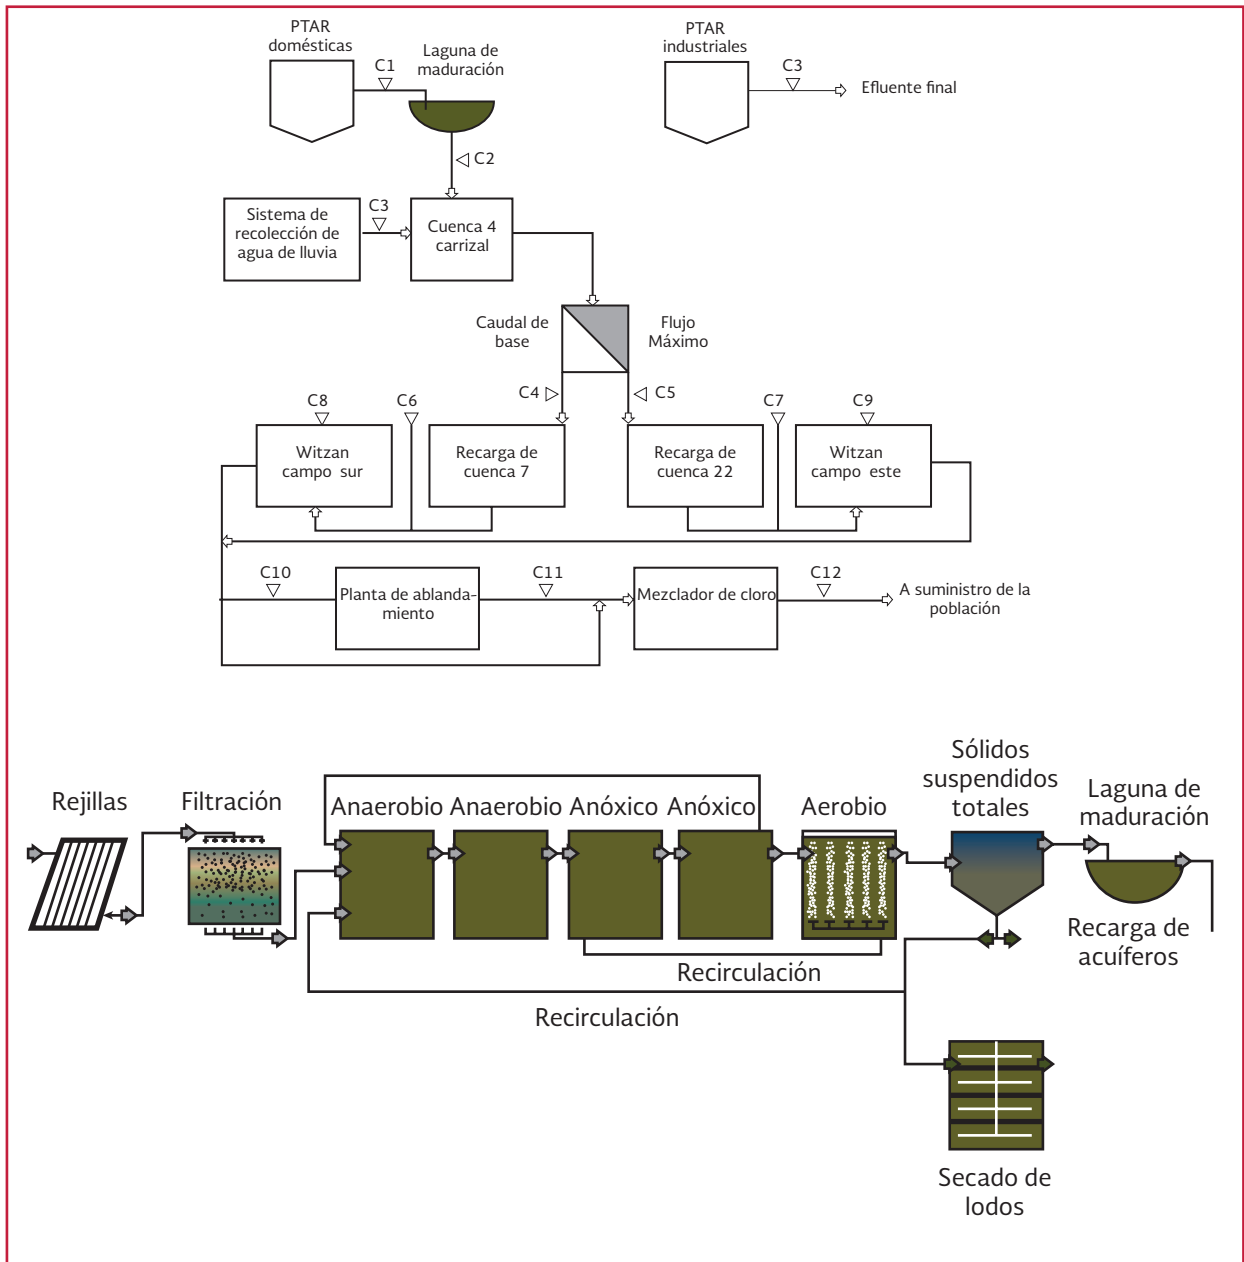 PTAR
domésticas
C1
Laguna de
maduración
PTAR
industriales
C3
Efluente final
C2
Sistema de
recolección de
agua de lluvia
C3
Cuenca 4
carrizal
Caudal de
base
Flujo
Máximo
C4
C5
C8
C6
C7
C9
Witzan
campo sur
Recarga de
cuenca 7
Recarga de
cuenca 22
Witzan
campo este
C10
Planta de ablanda-
miento
C11
Mezclador de cloro
C12
A suministro de la
población
Rejillas
Filtración
Anaerobio
Anaerobio
Anóxico
Anóxico
Aerobio
Sólidos
suspendidos
totales
Laguna de
maduración
Recarga de
acuíferos
Recirculación
Recirculación
Secado de
lodos